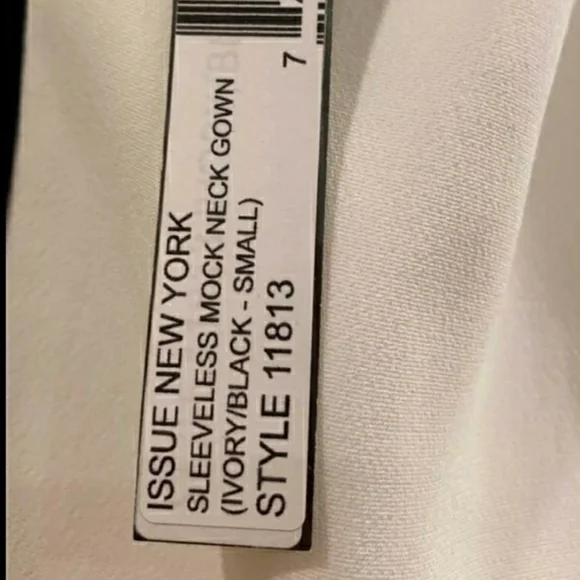 ISSUE NEW YORK
SLEEVELESS MOCK NECK GOWN
(IVORY/BLACK - SMALL)
STYLE 11813
7